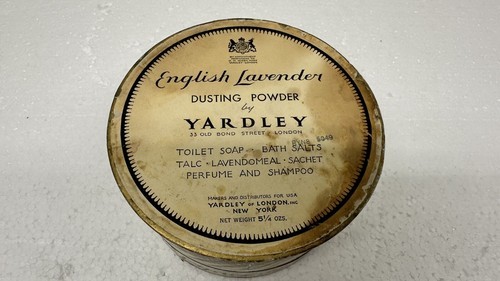 English Lavender
DUSTING POWDER
by
YARDLEY
33 OLD BOND STREET · LONDON
TOILET SOAP BATH SALTS
TALC · LAVENDOMEAL · SACHET
PERFUME AND SHAMPOO
MAKERS AND DISTRIBUTORS FOR U.S.A.
YARDLEY OF LONDON, INC
NEW YORK
NET WEIGHT 5¼ OZS.